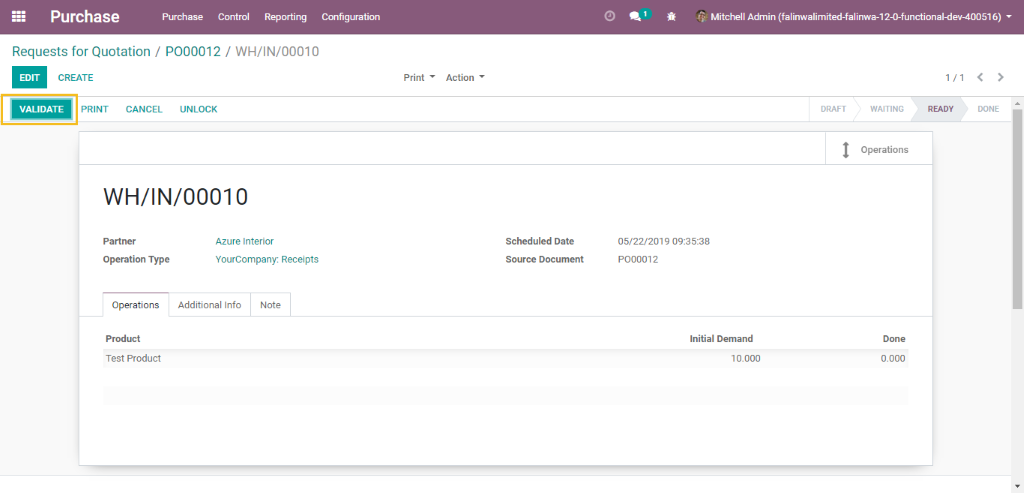 Purchase Purchase Control Reporting Configuration 1 Mitchell Admin (falinwalimited-falinwa-12-0-functional-dev-400516)
Requests for Quotation / PO00012 / WH/IN/00010
EDIT CREATE Print Action 1 / 1
VALIDATE PRINT CANCEL UNLOCK DRAFT WAITING READY DONE
Operations
WH/IN/00010
Partner Azure Interior Scheduled Date 05/22/2019 09:35:38
Operation Type YourCompany: Receipts Source Document PO00012
Operations Additional Info Note
Product Initial Demand Done
Test Product 10.000 0.000